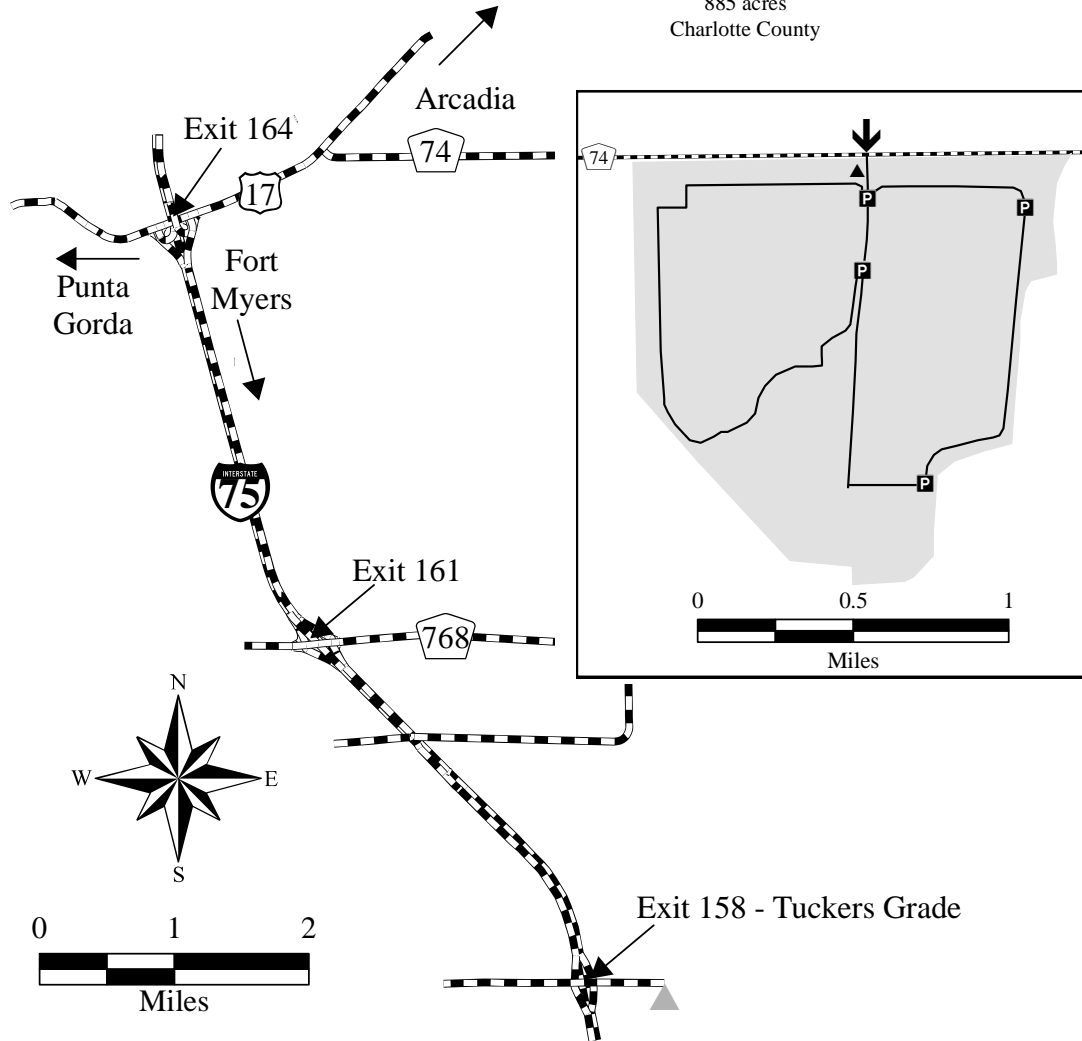 885 acres
Charlotte County
Arcadia
Exit 164
74
17
74
P
P
P
P
Punta
Gorda
Fort
Myers
INTERSTATE
75
Exit 161
768
0 0.5 1
Miles
N
W E
S
Exit 158 - Tuckers Grade
0 1 2
Miles